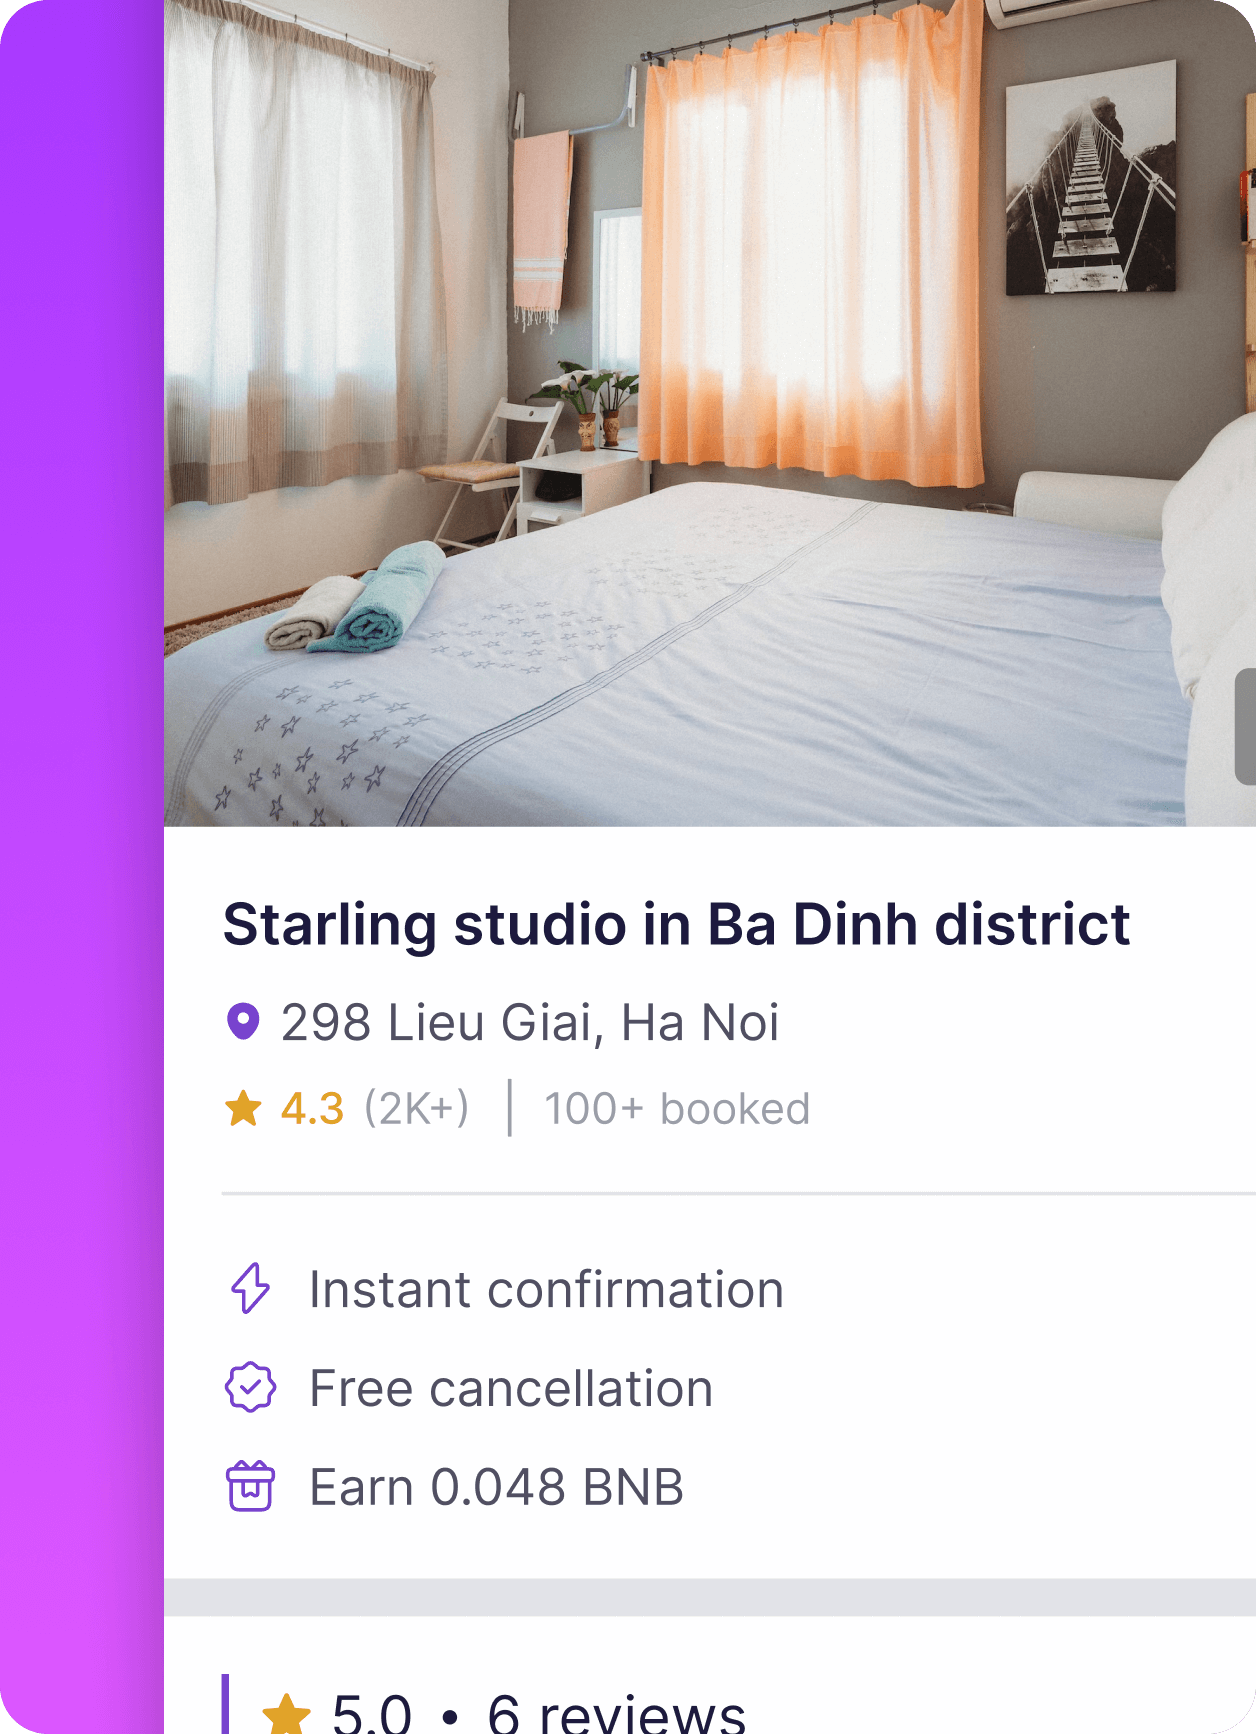 Starling studio in Ba Dinh district
298 Lieu Giai, Ha Noi
4.3 (2K+) | 100+ booked
Instant confirmation
Free cancellation
Earn 0.048 BNB
5.0 • 6 reviews